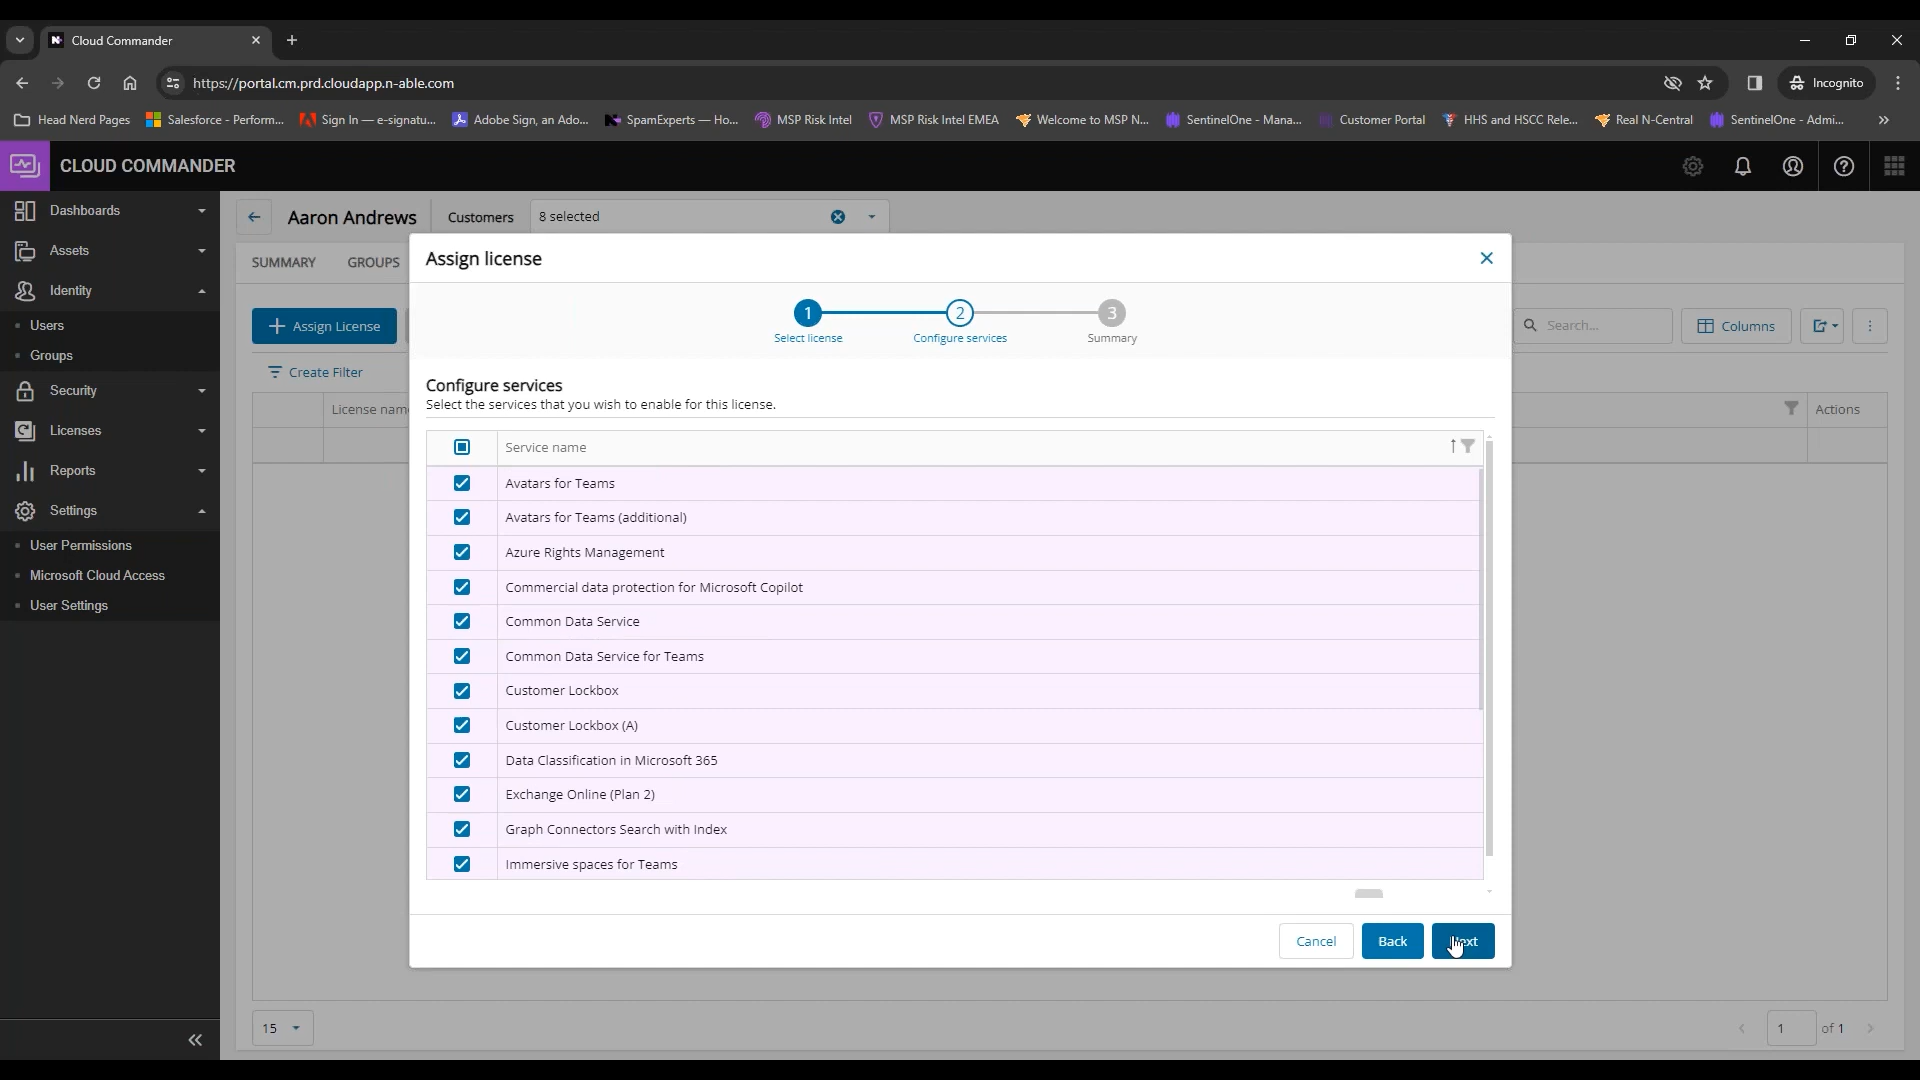 Cloud Commander
https://portal.cm.prd.cloudapp.n-able.com
Incognito
Head Nerd Pages
Salesforce - Perform...
Sign In — e-signatu...
Adobe Sign, an Ado...
SpamExperts — Ho...
MSP Risk Intel
MSP Risk Intel EMEA
Welcome to MSP N...
SentinelOne - Mana...
Customer Portal
HHS and HSCC Rele...
Real N-Central
SentinelOne - Admi...
CLOUD COMMANDER
Dashboards
Assets
Identity
Users
Groups
Security
Licenses
Reports
Settings
User Permissions
Microsoft Cloud Access
User Settings
Aaron Andrews
Customers
8 selected
SUMMARY
GROUPS
Assign License
Search...
Columns
Create Filter
License nam
Actions
Assign license
1
2
3
Select license
Configure services
Summary
Configure services
Select the services that you wish to enable for this license.
Service name
Avatars for Teams
Avatars for Teams (additional)
Azure Rights Management
Commercial data protection for Microsoft Copilot
Common Data Service
Common Data Service for Teams
Customer Lockbox
Customer Lockbox (A)
Data Classification in Microsoft 365
Exchange Online (Plan 2)
Graph Connectors Search with Index
Immersive spaces for Teams
Cancel
Back
Next
15
1
of 1